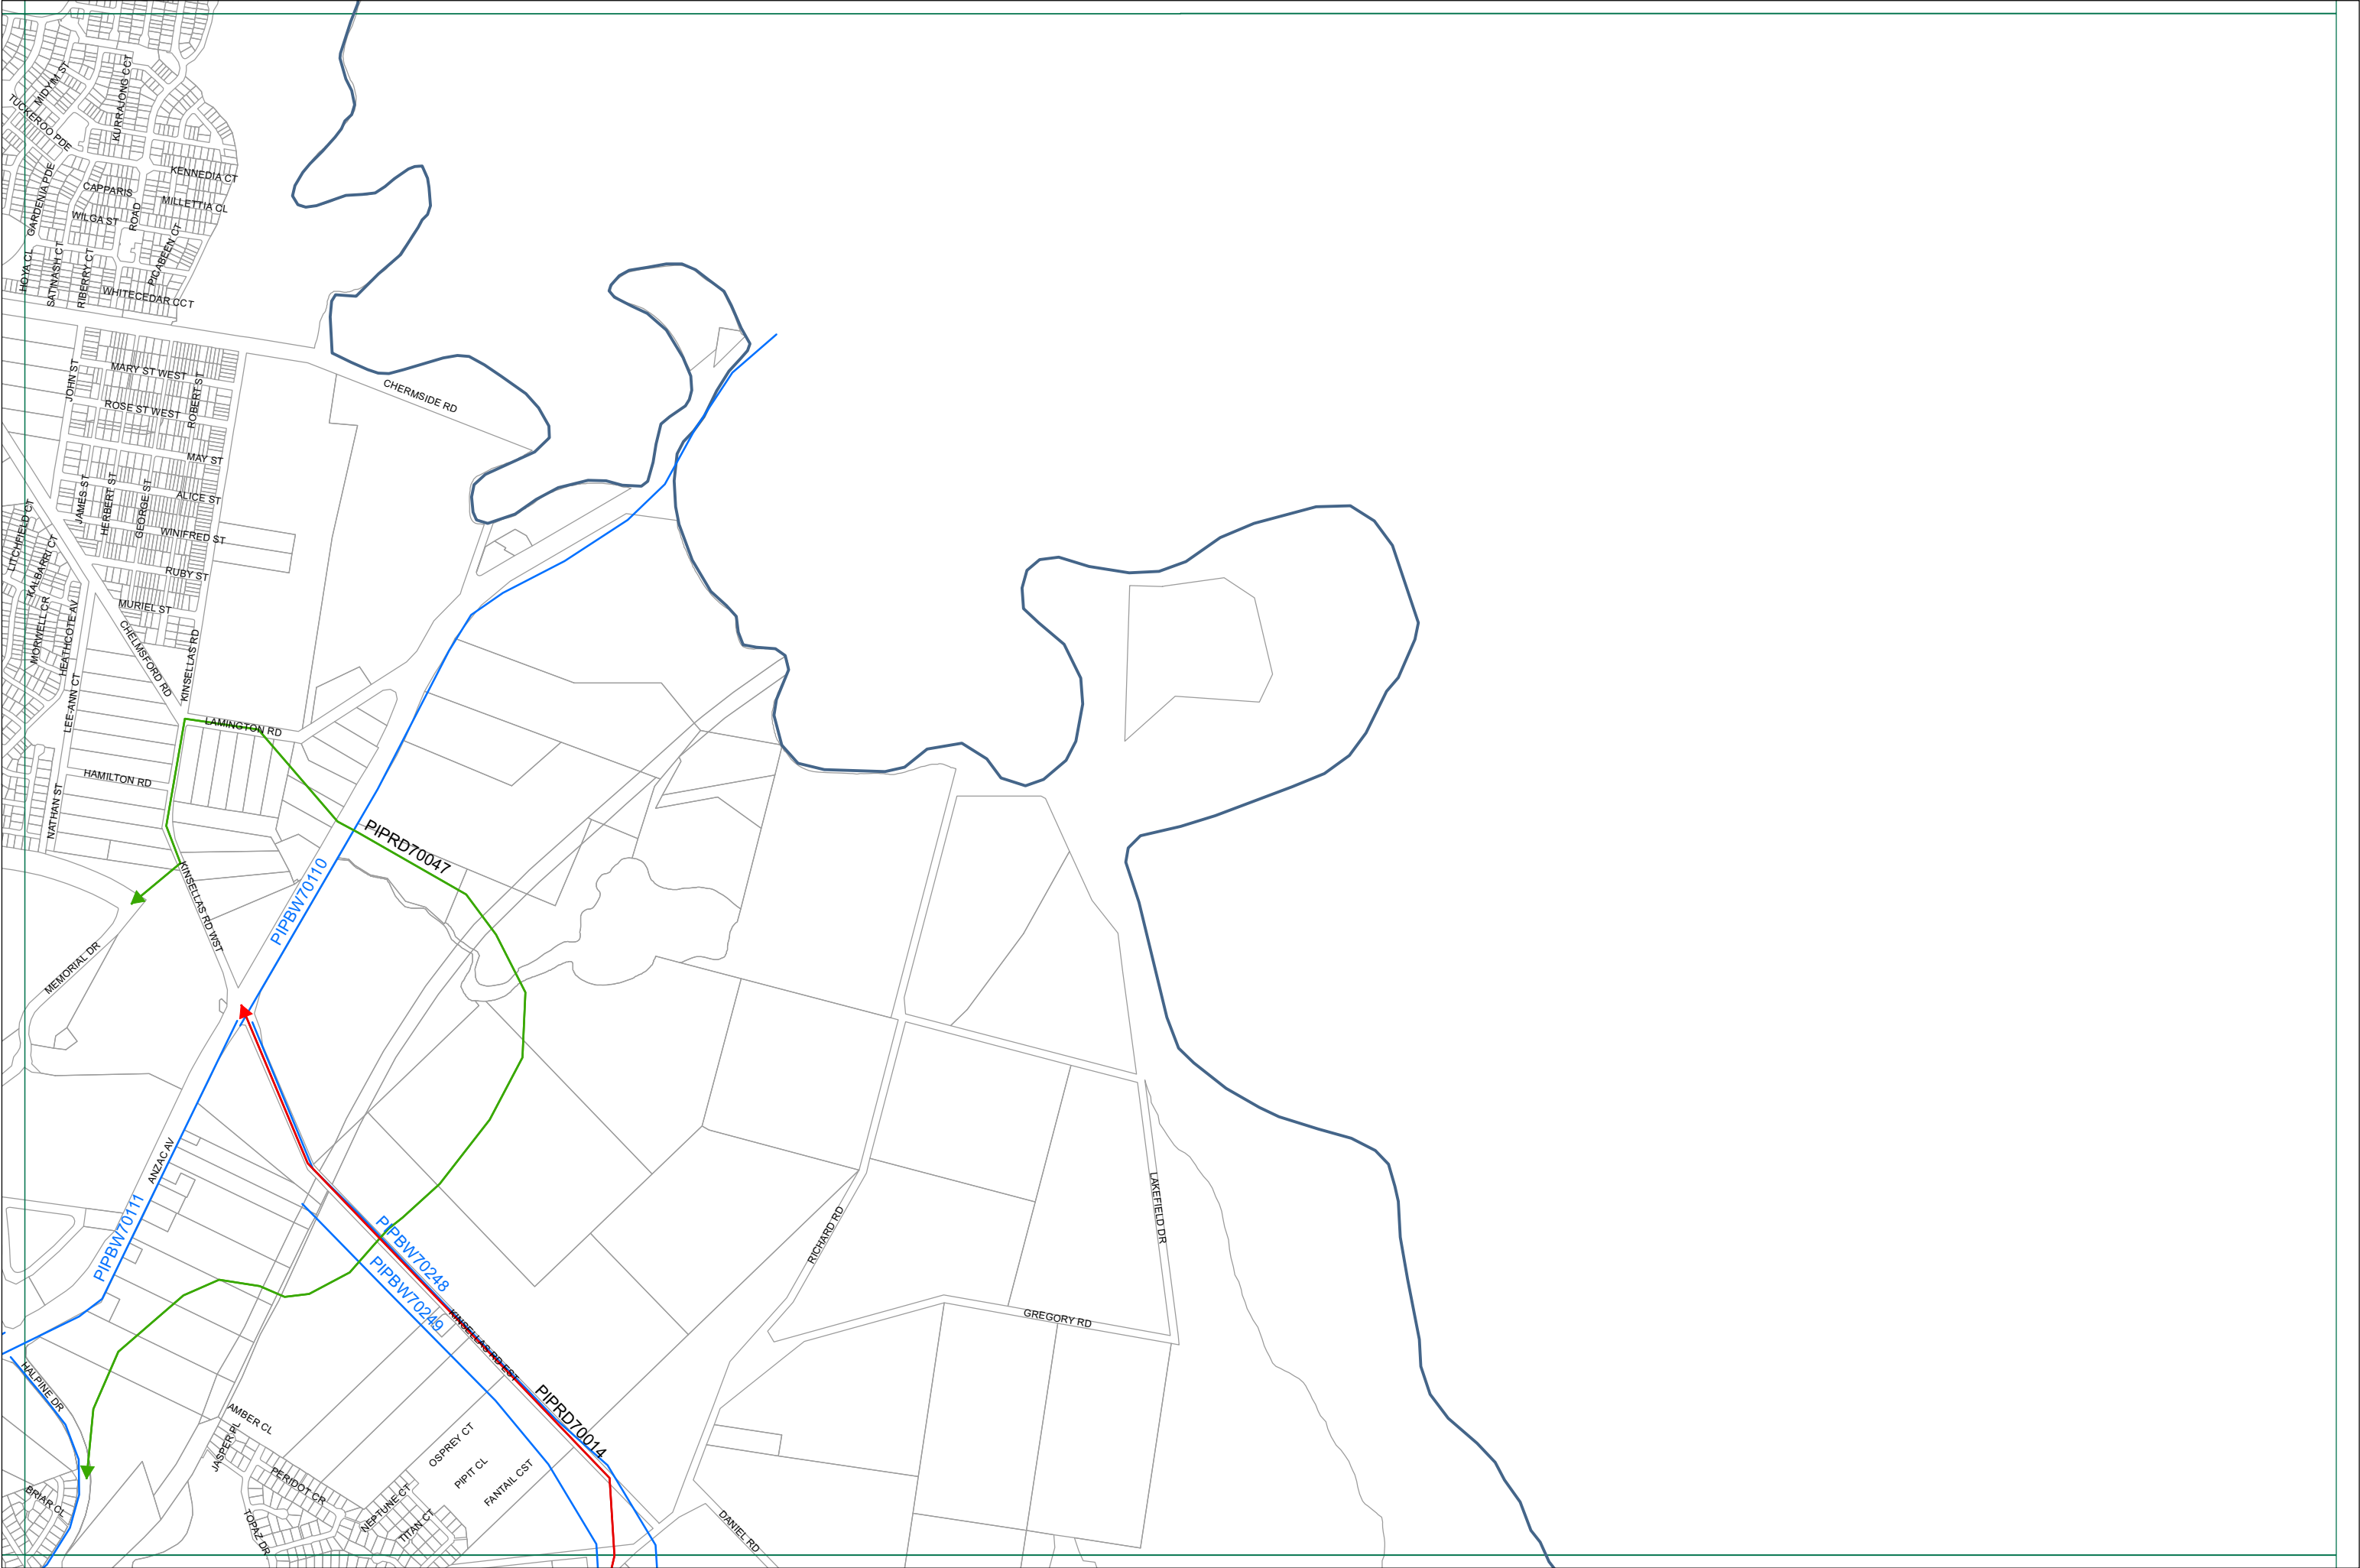 MIDYIM ST
KURRAJONG CCT
TUCKEROO PDE
KENNEDIA CT
GARDENIA PDE
CAPPARIS
MILLETTIA CL
WILGA ST
ROAD
PICABEEN CT
HOYA CL
SATINASH CT
RIBERRY CT
WHITECEDAR CCT
JOHN ST
MARY ST WEST
ROBERT ST
CHERMSIDE RD
ROSE ST WEST
MAY ST
JAMES ST
HERBERT ST
GEORGE ST
ALICE ST
LITCHFIELD CT
WINIFRED ST
KALBARRI CT
RUBY ST
MORWELL CR
HEATHCOTE AV
MURIEL ST
CHELMSFORD RD
KINSELLAS RD
LEE-ANN CT
LAMINGTON RD
HAMILTON RD
NATHAN ST
PIPRD70047
PIPBW70110
KINSELLAS RD WST
MEMORIAL DR
ANZAC AV
PIPBW70111
LAKEFIELD DR
RICHARD RD
PIPBW70248
PIPBW70249
KINSELLAS RD EST
GREGORY RD
HALPINE DR
PIPRD70014
AMBER CL
JASPER PL
OSPREY CT
PIPIT CL
FANTAIL CST
PERIDOT CR
BRIAR CL
NEPTUNE CT
TITAN CT
TOPAZ DR
DANIEL RD